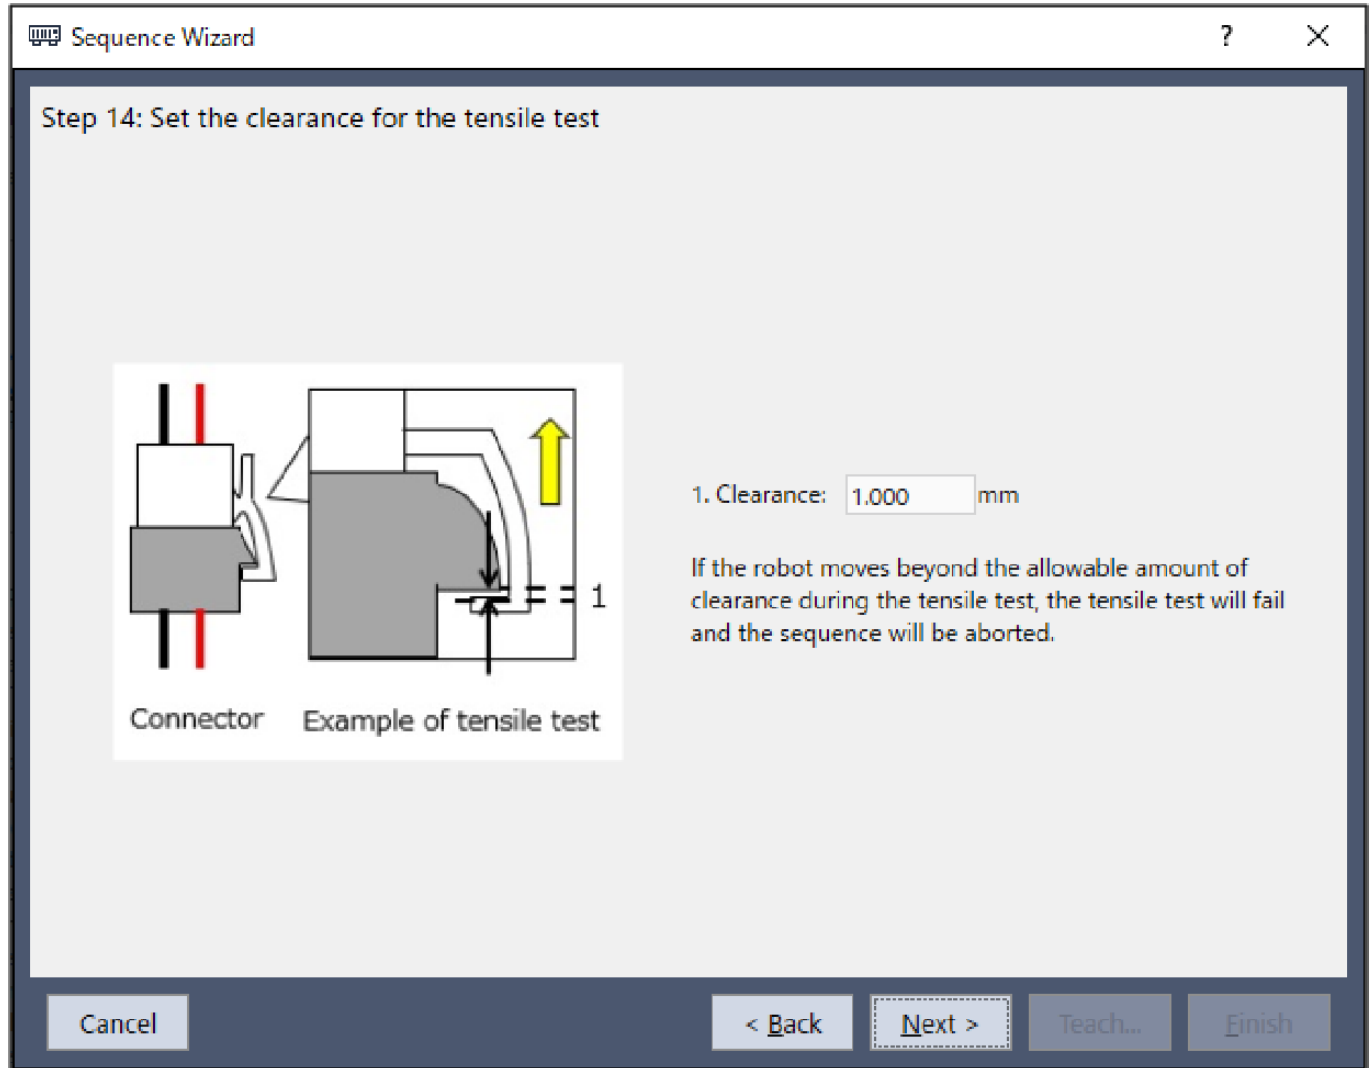 Sequence Wizard
?
Step 14: Set the clearance for the tensile test
1
Connector
Example of tensile test
1. Clearance: 1.000 mm
If the robot moves beyond the allowable amount of
clearance during the tensile test, the tensile test will fail
and the sequence will be aborted.
Cancel
< Back
Next >
Teach...
Finish